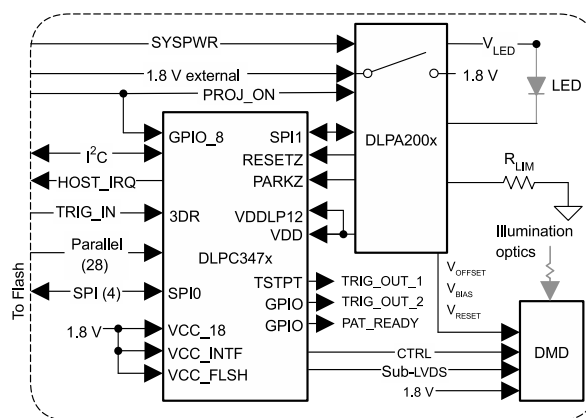 SYSPWR
1.8 V external
PROJ_ON
GPIO_8
I²C
HOST_IRQ
TRIG_IN
3DR
Parallel
(28)
SPI (4)
SPI0
To Flash
1.8 V
VCC_18
VCC_INTF
VCC_FLSH
DLPC347x
SPI1
RESETZ
PARKZ
VDDLP12
VDD
TSTPT
GPIO
GPIO
TRIG_OUT_1
TRIG_OUT_2
PAT_READY
CTRL
Sub-LVDS
1.8 V
DLPA200x
V_LED
1.8 V
LED
R_LIM
Illumination
optics
V_OFFSET
V_BIAS
V_RESET
DMD